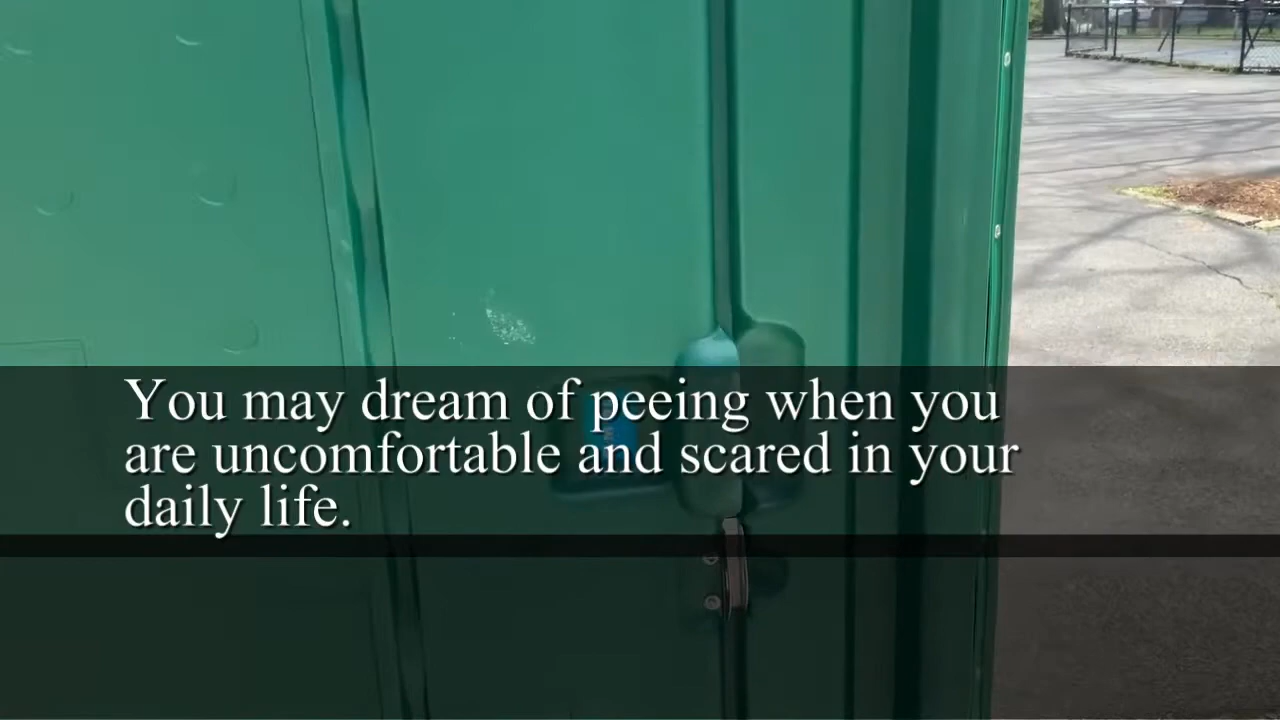 You may dream of peeing when you
are uncomfortable and scared in your
daily life.